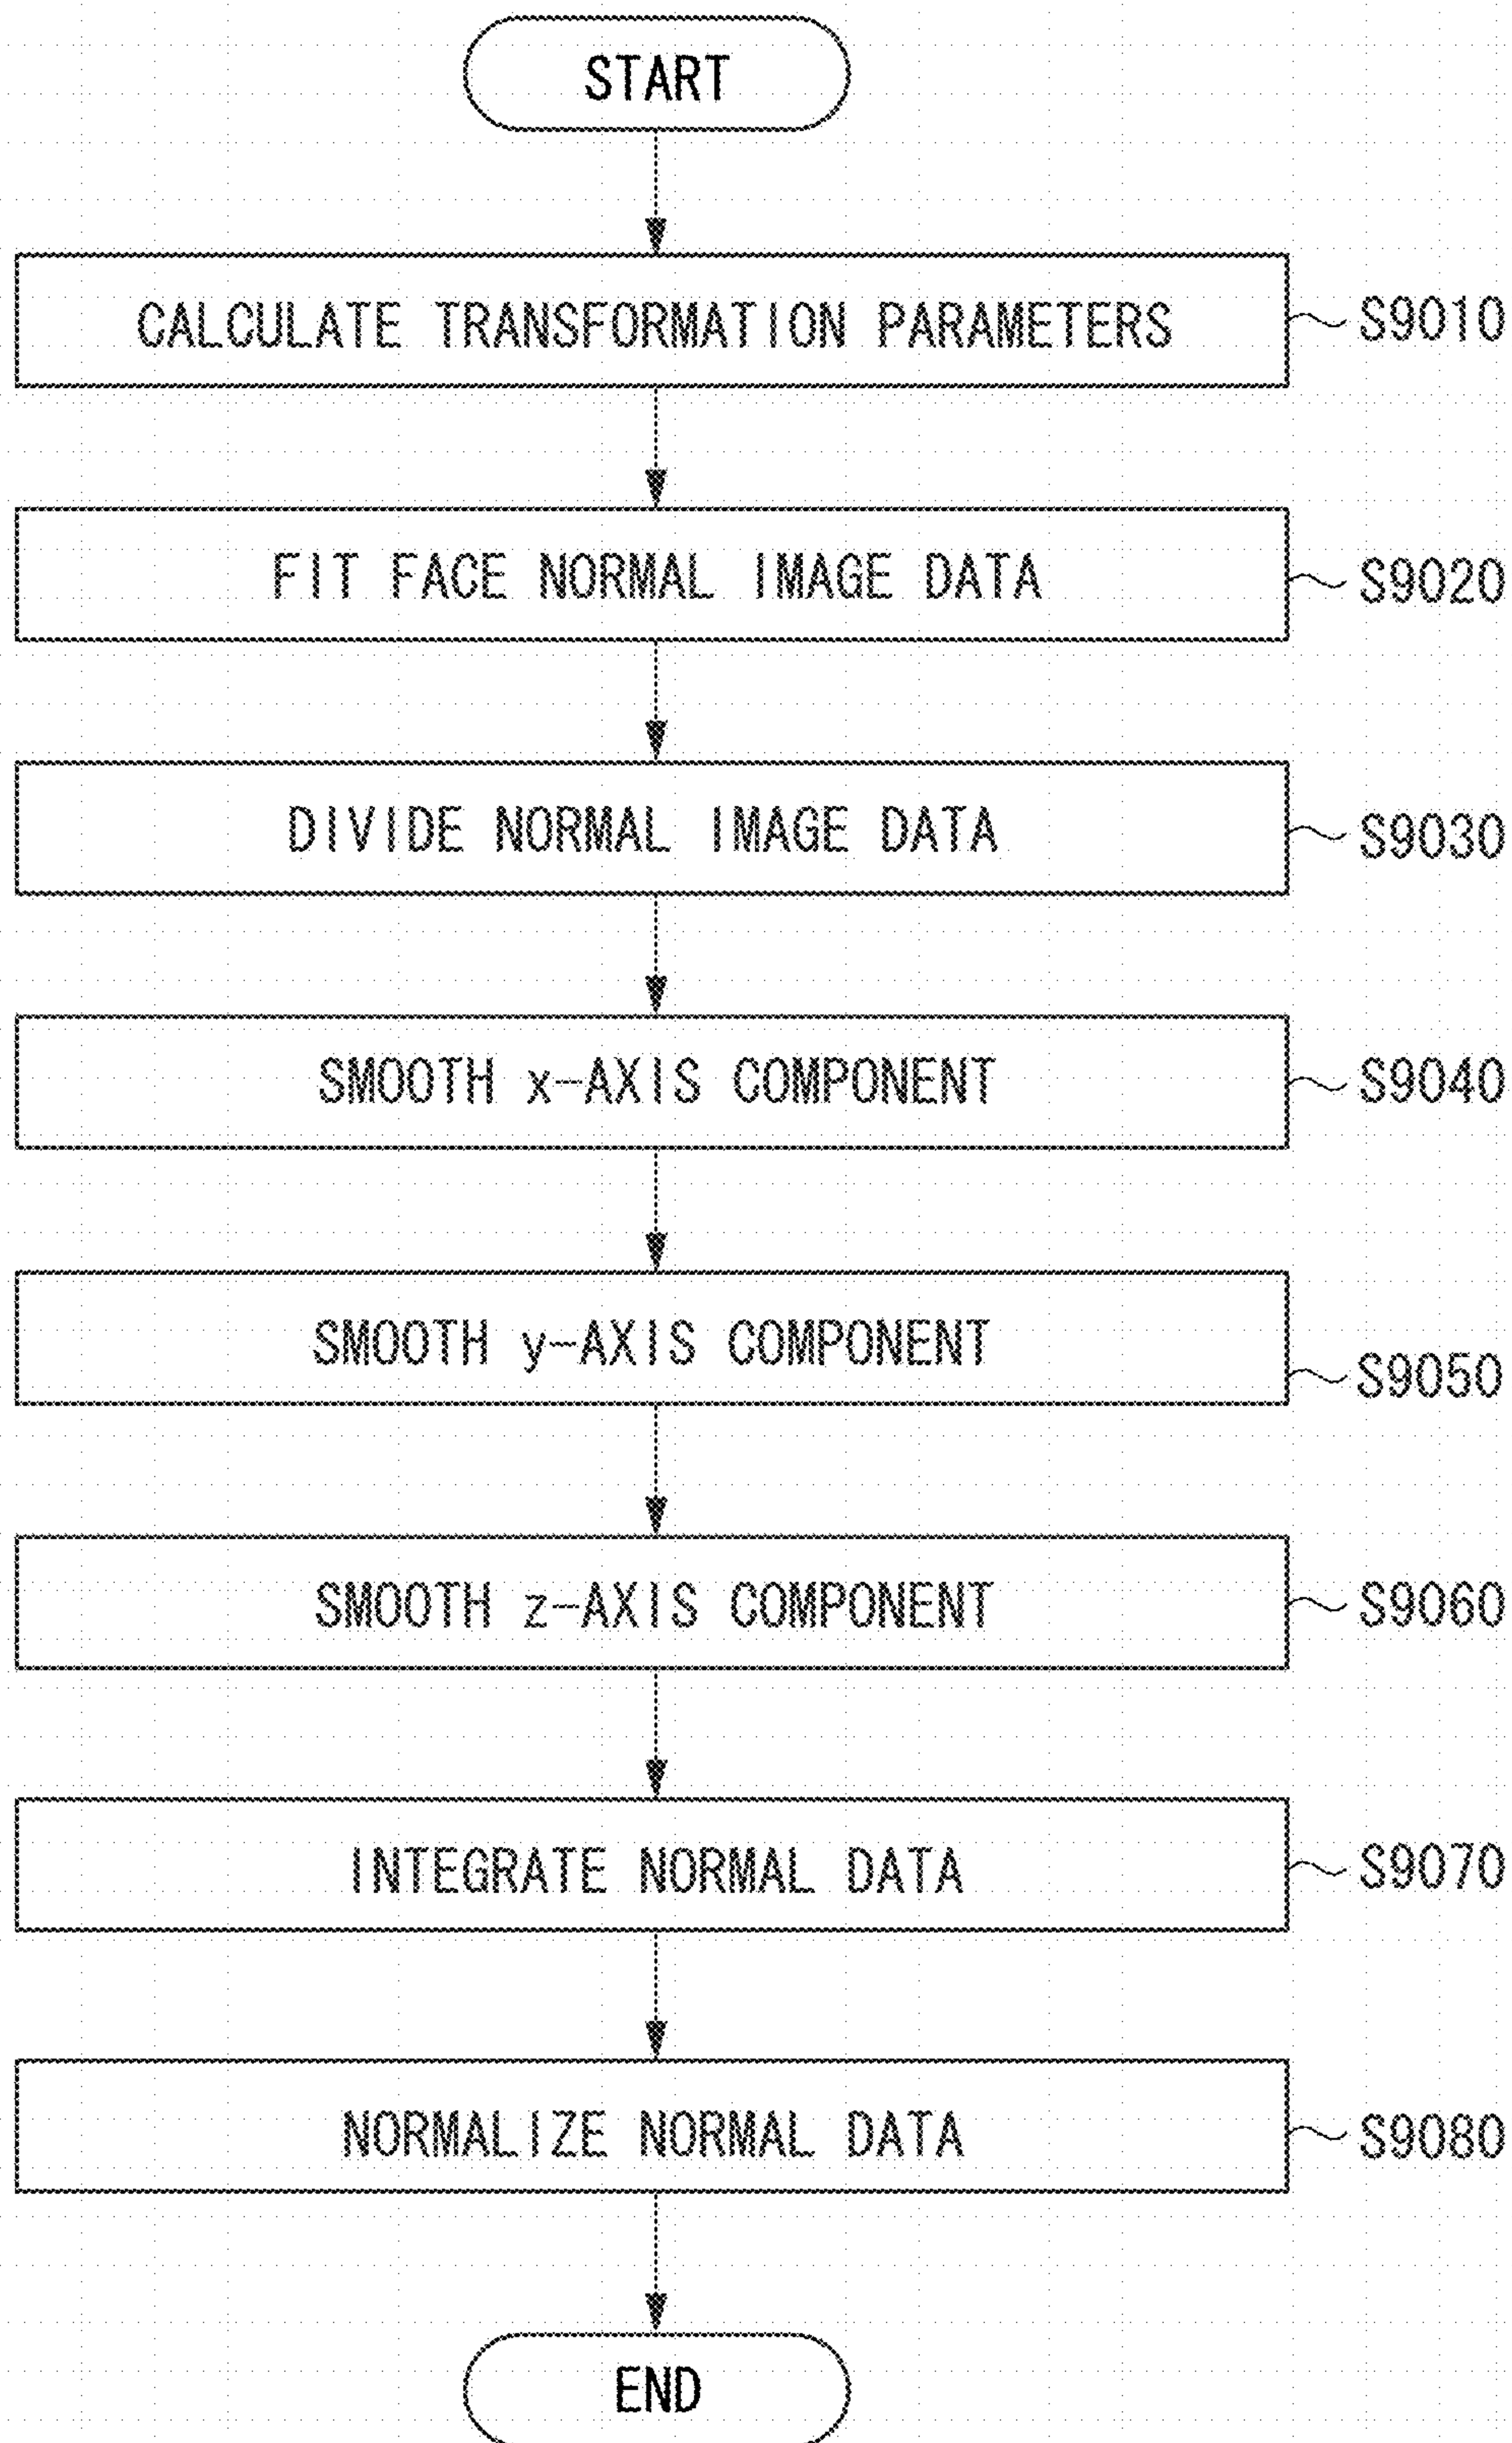 START
CALCULATE TRANSFORMATION PARAMETERS S9010
FIT FACE NORMAL IMAGE DATA S9020
DIVIDE NORMAL IMAGE DATA S9030
SMOOTH x-AXIS COMPONENT S9040
SMOOTH y-AXIS COMPONENT S9050
SMOOTH z-AXIS COMPONENT S9060
INTEGRATE NORMAL DATA S9070
NORMALIZE NORMAL DATA S9080
END